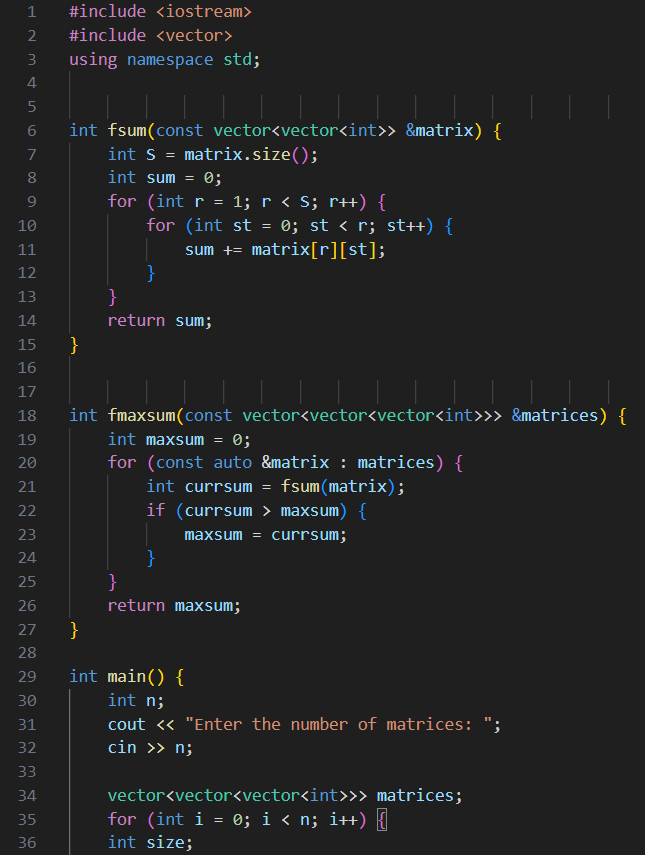 1 #include <iostream>
2 #include <vector>
3 using namespace std;
4
5
6 int fsum(const vector<vector<int>> &matrix) {
7     int S = matrix.size();
8     int sum = 0;
9     for (int r = 1; r < S; r++) {
10         for (int st = 0; st < r; st++) {
11             sum += matrix[r][st];
12         }
13     }
14     return sum;
15 }
16
17
18 int fmaxsum(const vector<vector<vector<int>>> &matrices) {
19     int maxsum = 0;
20     for (const auto &matrix : matrices) {
21         int currsum = fsum(matrix);
22         if (currsum > maxsum) {
23             maxsum = currsum;
24         }
25     }
26     return maxsum;
27 }
28
29 int main() {
30     int n;
31     cout << "Enter the number of matrices: ";
32     cin >> n;
33
34     vector<vector<vector<int>>> matrices;
35     for (int i = 0; i < n; i++) {
36     int size;